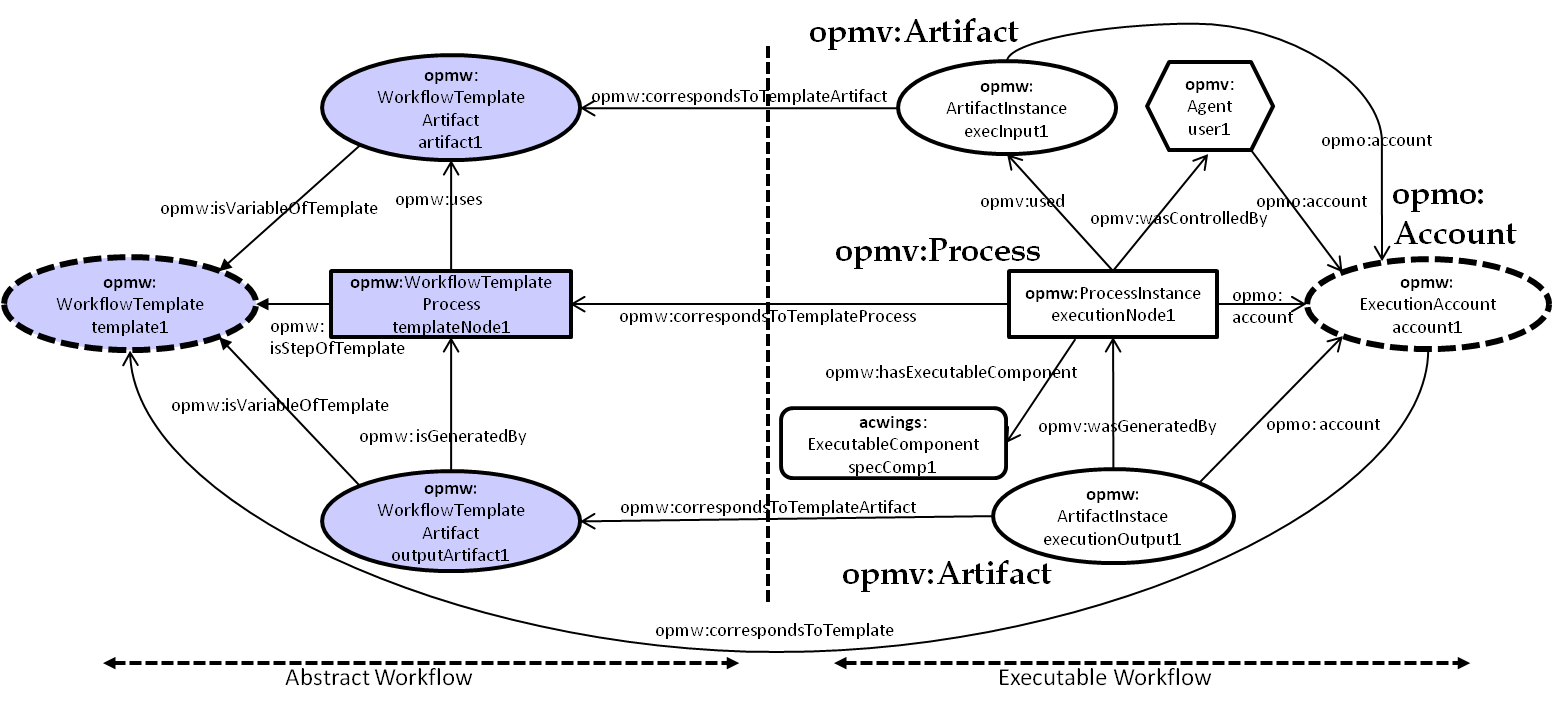 opmv:Artifact
opmw:
WorkflowTemplate
Artifact
artifact1
opmw:correspondsToTemplateArtifact
opmw:
ArtifactInstance
execInput1
opmv:
Agent
user1
opmo:account
opmw:isVariableOfTemplate
opmw:uses
opmv:used
opmv:wasControlledBy
opmo:account
opmo:
Account
opmv:Process
opmw:
WorkflowTemplate
template1
opmw:
isStepOfTemplate
opmw:WorkflowTemplate
Process
templateNode1
opmw:correspondsToTemplateProcess
opmw:ProcessInstance
executionNode1
opmo:
account
opmw:
ExecutionAccount
account1
opmw:hasExecutableComponent
acwings:
ExecutableComponent
specComp1
opmw:isVariableOfTemplate
opmw:isGeneratedBy
opmv:wasGeneratedBy
opmo:account
opmw:
WorkflowTemplate
Artifact
outputArtifact1
opmw:correspondsToTemplateArtifact
opmw:
ArtifactInstace
executionOutput1
opmv:Artifact
opmw:correspondsToTemplate
Abstract Workflow
Executable Workflow